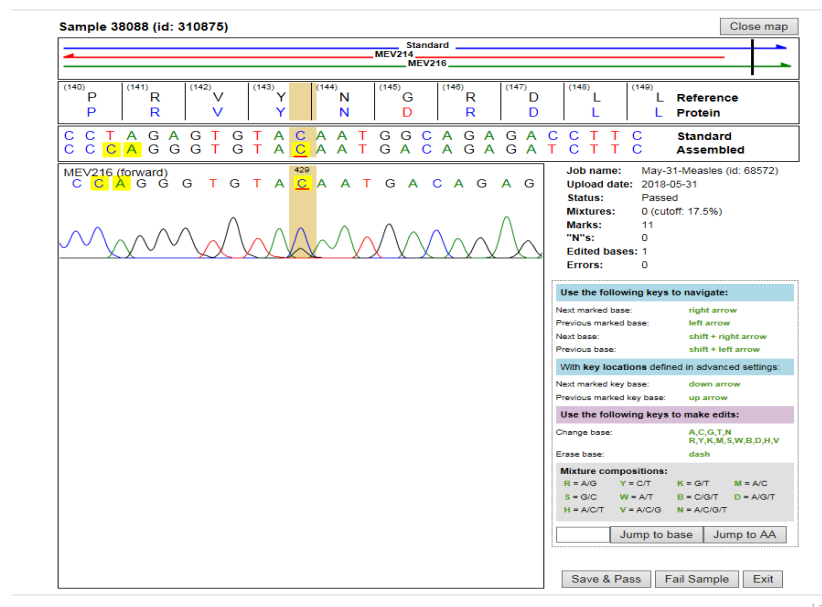 Sample 38088 (id: 310875)
Close map
Standard
MEV214
MEV216
(140) (141) (142) (143) (144) (145) (146) (147) (148) (149)
P R V Y N G R D L L Reference
P R V Y N D R D L L Protein
C C T A G A G T G T A C A A T G G C A G A G A C C T T C Standard
C C C A G G G T G T A C A A T G A C A G A G A T C T T C Assembled
MEV216 (forward)
429
C C A G G G T G T A C A A T G A C A G A G
Job name: May-31-Measles (id: 68572)
Upload date: 2018-05-31
Status: Passed
Mixtures: 0 (cutoff: 17.5%)
Marks: 11
"N"s: 0
Edited bases: 1
Errors: 0
Use the following keys to navigate:
Next marked base: right arrow
Previous marked base: left arrow
Next base: shift + right arrow
Previous base: shift + left arrow
With key locations defined in advanced settings:
Next marked key base: down arrow
Previous marked key base: up arrow
Use the following keys to make edits:
Change base: A,C,G,T,N
R,Y,K,M,S,W,B,D,H,V
Erase base: dash
Mixture compositions:
R = A/G Y = C/T K = G/T M = A/C
S = G/C W = A/T B = C/G/T D = A/G/T
H = A/C/T V = A/C/G N = A/C/G/T
Jump to base Jump to AA
Save & Pass Fail Sample Exit